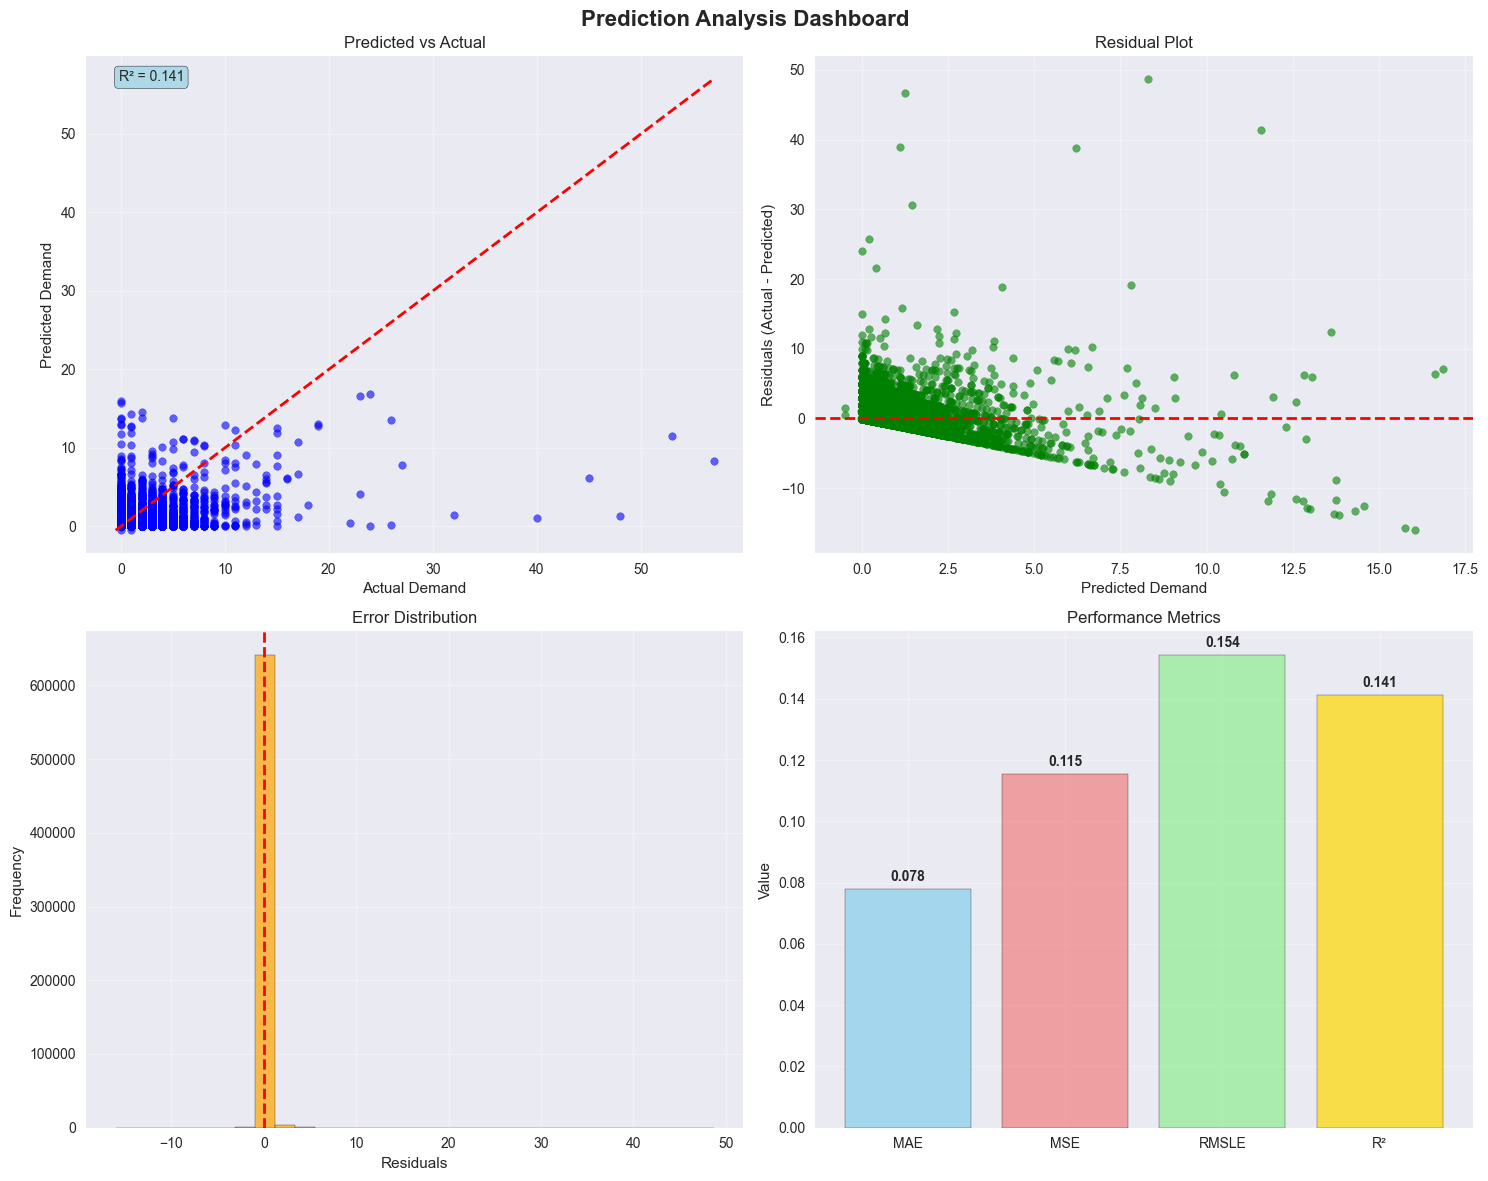 Prediction Analysis Dashboard
Predicted vs Actual
R² = 0.141
Predicted Demand
50
40
30
20
10
0
0 10 20 30 40 50
Actual Demand
Residual Plot
Residuals (Actual - Predicted)
50
40
30
20
10
0
−10
0.0 2.5 5.0 7.5 10.0 12.5 15.0 17.5
Predicted Demand
Error Distribution
Frequency
600000
500000
400000
300000
200000
100000
0
−10 0 10 20 30 40 50
Residuals
Performance Metrics
Value
0.16
0.14
0.12
0.10
0.08
0.06
0.04
0.02
0.00
0.078
0.115
0.154
0.141
MAE MSE RMSLE R²